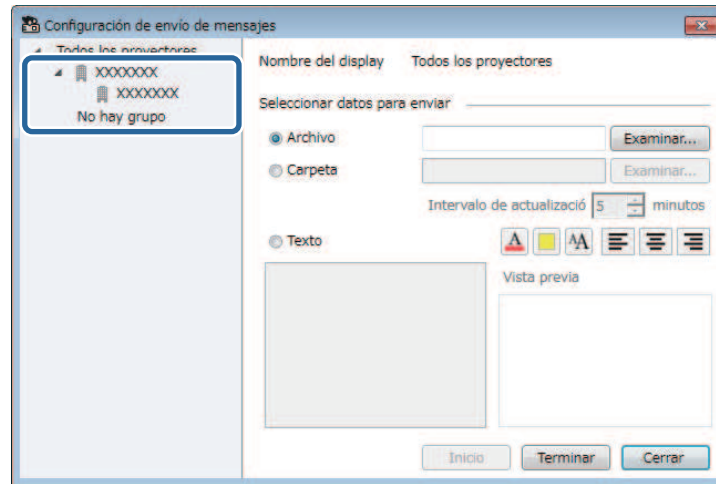 Configuración de envío de mensajes
Todos los proyectores
XXXXXXX
XXXXXXX
No hay grupo
Nombre del display Todos los proyectores
Seleccionar datos para enviar
Archivo Examinar...
Carpeta Examinar...
Intervalo de actualizació 5 minutos
Texto A AA
Vista previa
Inicio Terminar Cerrar